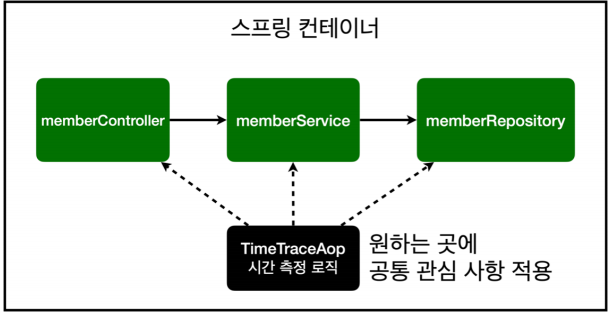 스프링 컨테이너
memberController
memberService
memberRepository
TimeTraceAop
시간 측정 로직
원하는 곳에
공통 관심 사항 적용